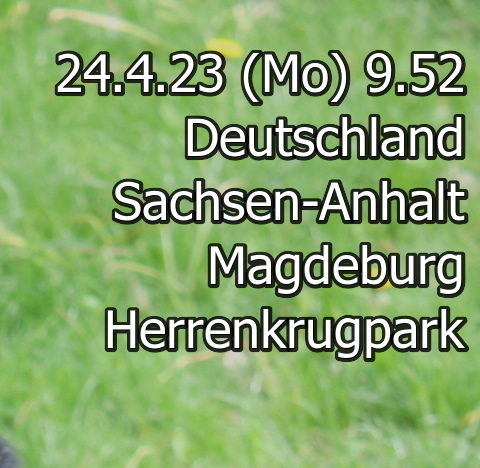 24.4.23 (Mo) 9.52
Deutschland
Sachsen-Anhalt
Magdeburg
Herrenkrugpark